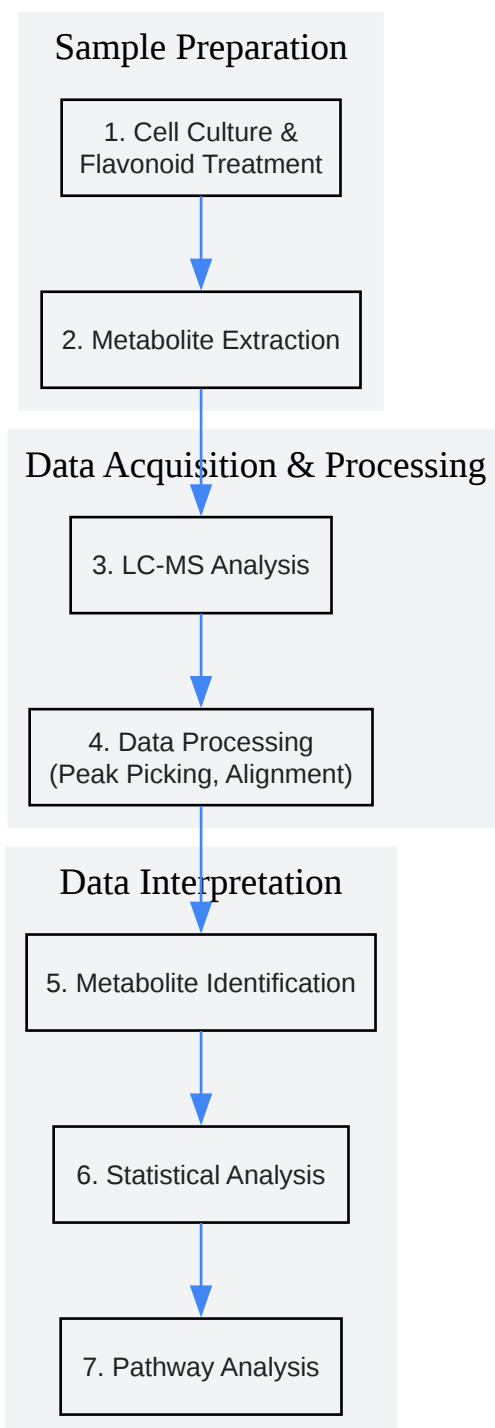 Sample Preparation
1. Cell Culture &
Flavonoid Treatment
2. Metabolite Extraction
Data Acquisition & Processing
3. LC-MS Analysis
4. Data Processing
(Peak Picking, Alignment)
Data Interpretation
5. Metabolite Identification
6. Statistical Analysis
7. Pathway Analysis